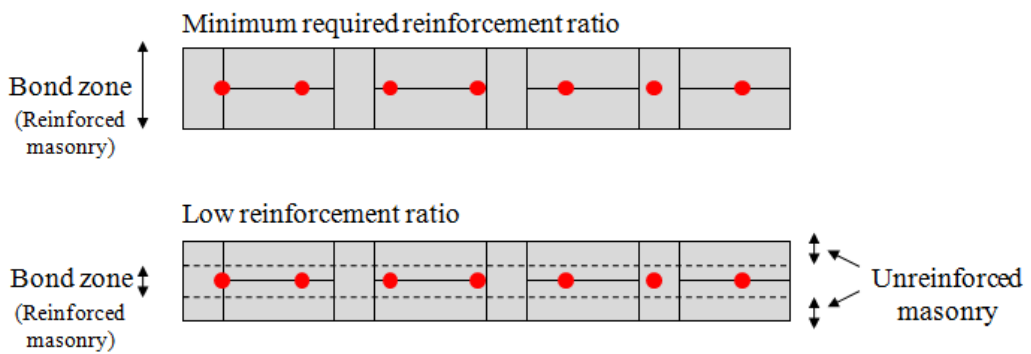 Minimum required reinforcement ratio
Bond zone
(Reinforced
masonry)
Low reinforcement ratio
Bond zone
(Reinforced
masonry)
Unreinforced
masonry